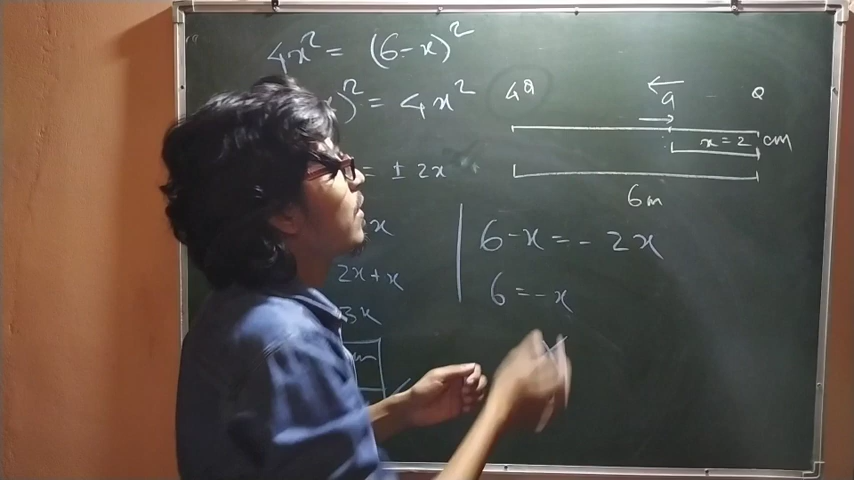 4x² = (6-x)²
)² = 4x²
= ± 2x
x
2x+x
3x
4Q
q
Q
x = 2 cm
6m
6-x = - 2x
6 = -x